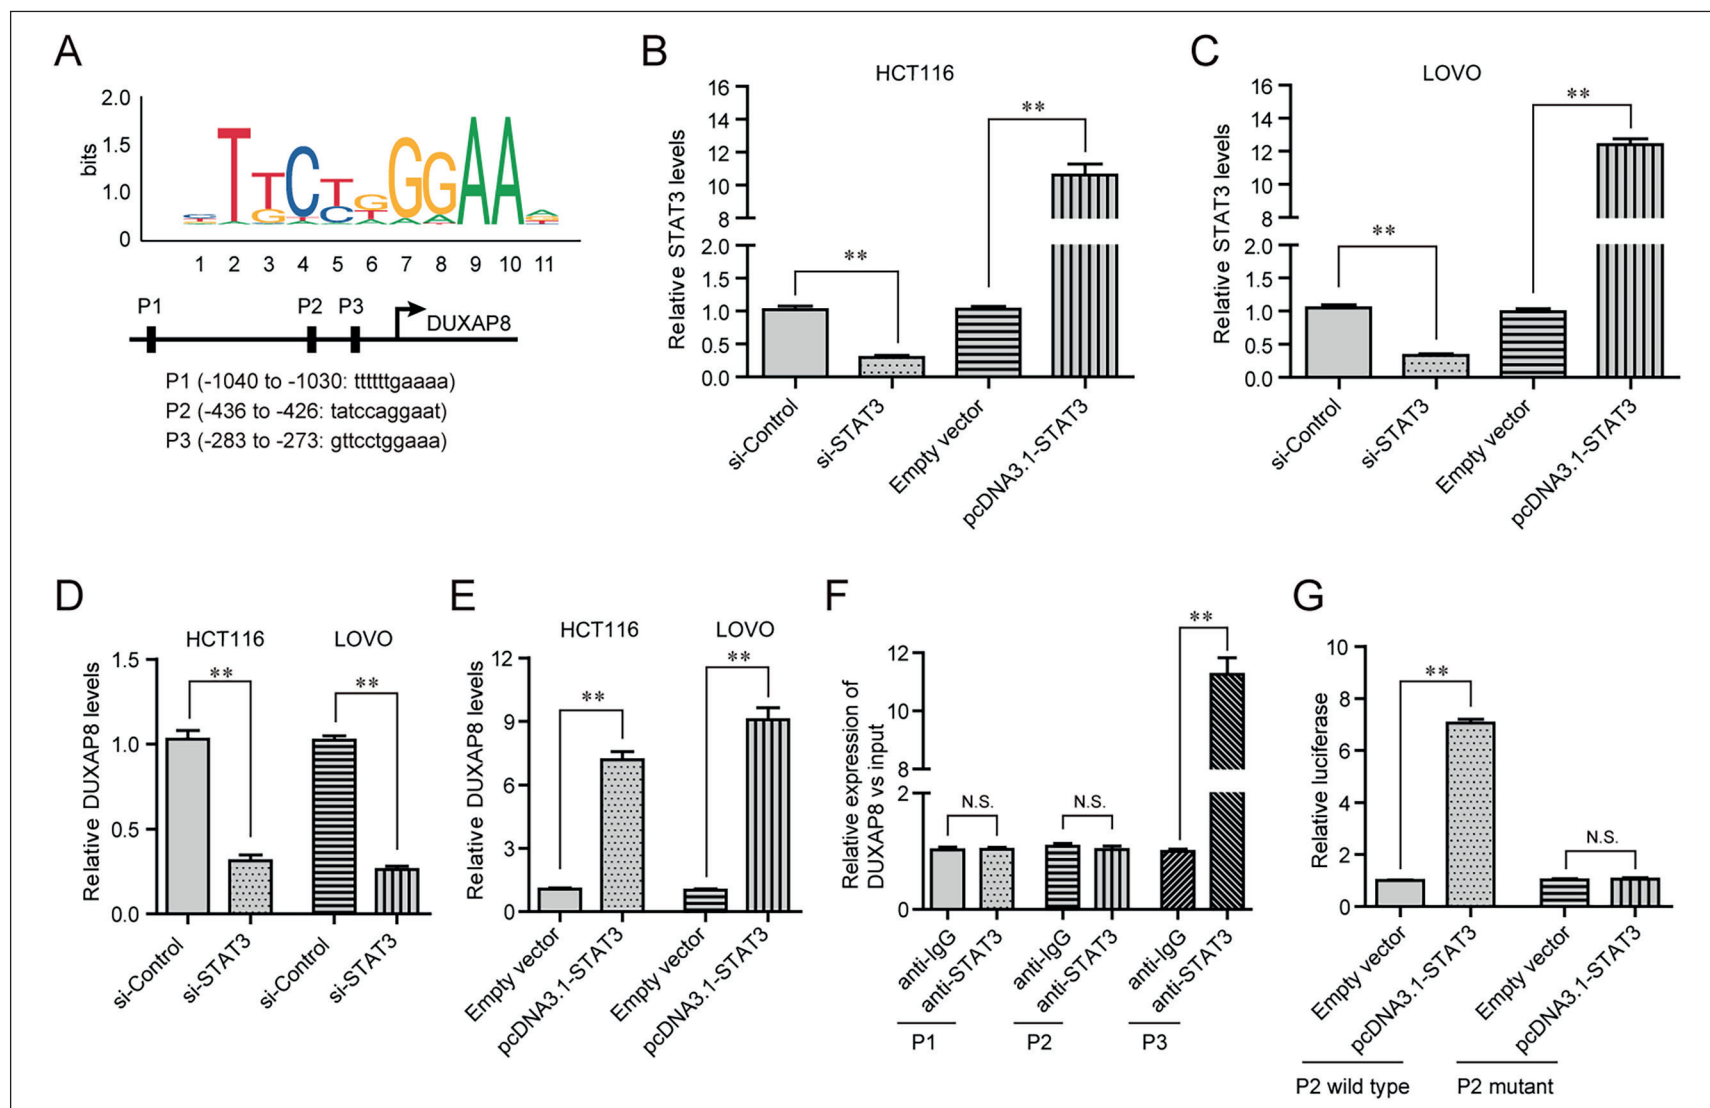 A
bits
2.0
1.5
1.0
0
TTCTGGGAA
1 2 3 4 5 6 7 8 9 10 11
P1 P2 P3
DUXAP8
P1 (-1040 to -1030: ttttttgaaaa)
P2 (-436 to -426: tatccaggaat)
P3 (-283 to -273: gttcctggaaa)
B
HCT116
Relative STAT3 levels
16
14
12
10
8
2.0
1.5
1.0
0.5
0.0
**
**
si-Control
si-STAT3
Empty vector
pcDNA3.1-STAT3
C
LOVO
Relative STAT3 levels
16
14
12
10
8
2.0
1.5
1.0
0.5
0.0
**
**
si-Control
si-STAT3
Empty vector
pcDNA3.1-STAT3
D
HCT116 LOVO
Relative DUXAP8 levels
1.5
1.0
0.5
0.0
**
**
si-Control
si-STAT3
si-Control
si-STAT3
E
HCT116 LOVO
Relative DUXAP8 levels
12
9
6
3
0
**
**
Empty vector
pcDNA3.1-STAT3
Empty vector
pcDNA3.1-STAT3
F
Relative expression of
DUXAP8 vs input
12
10
8
2
0
N.S.
N.S.
**
anti-IgG
anti-STAT3
anti-IgG
anti-STAT3
anti-IgG
anti-STAT3
P1 P2 P3
G
Relative luciferase
10
8
6
4
2
0
**
N.S.
Empty vector
pcDNA3.1-STAT3
Empty vector
pcDNA3.1-STAT3
P2 wild type P2 mutant